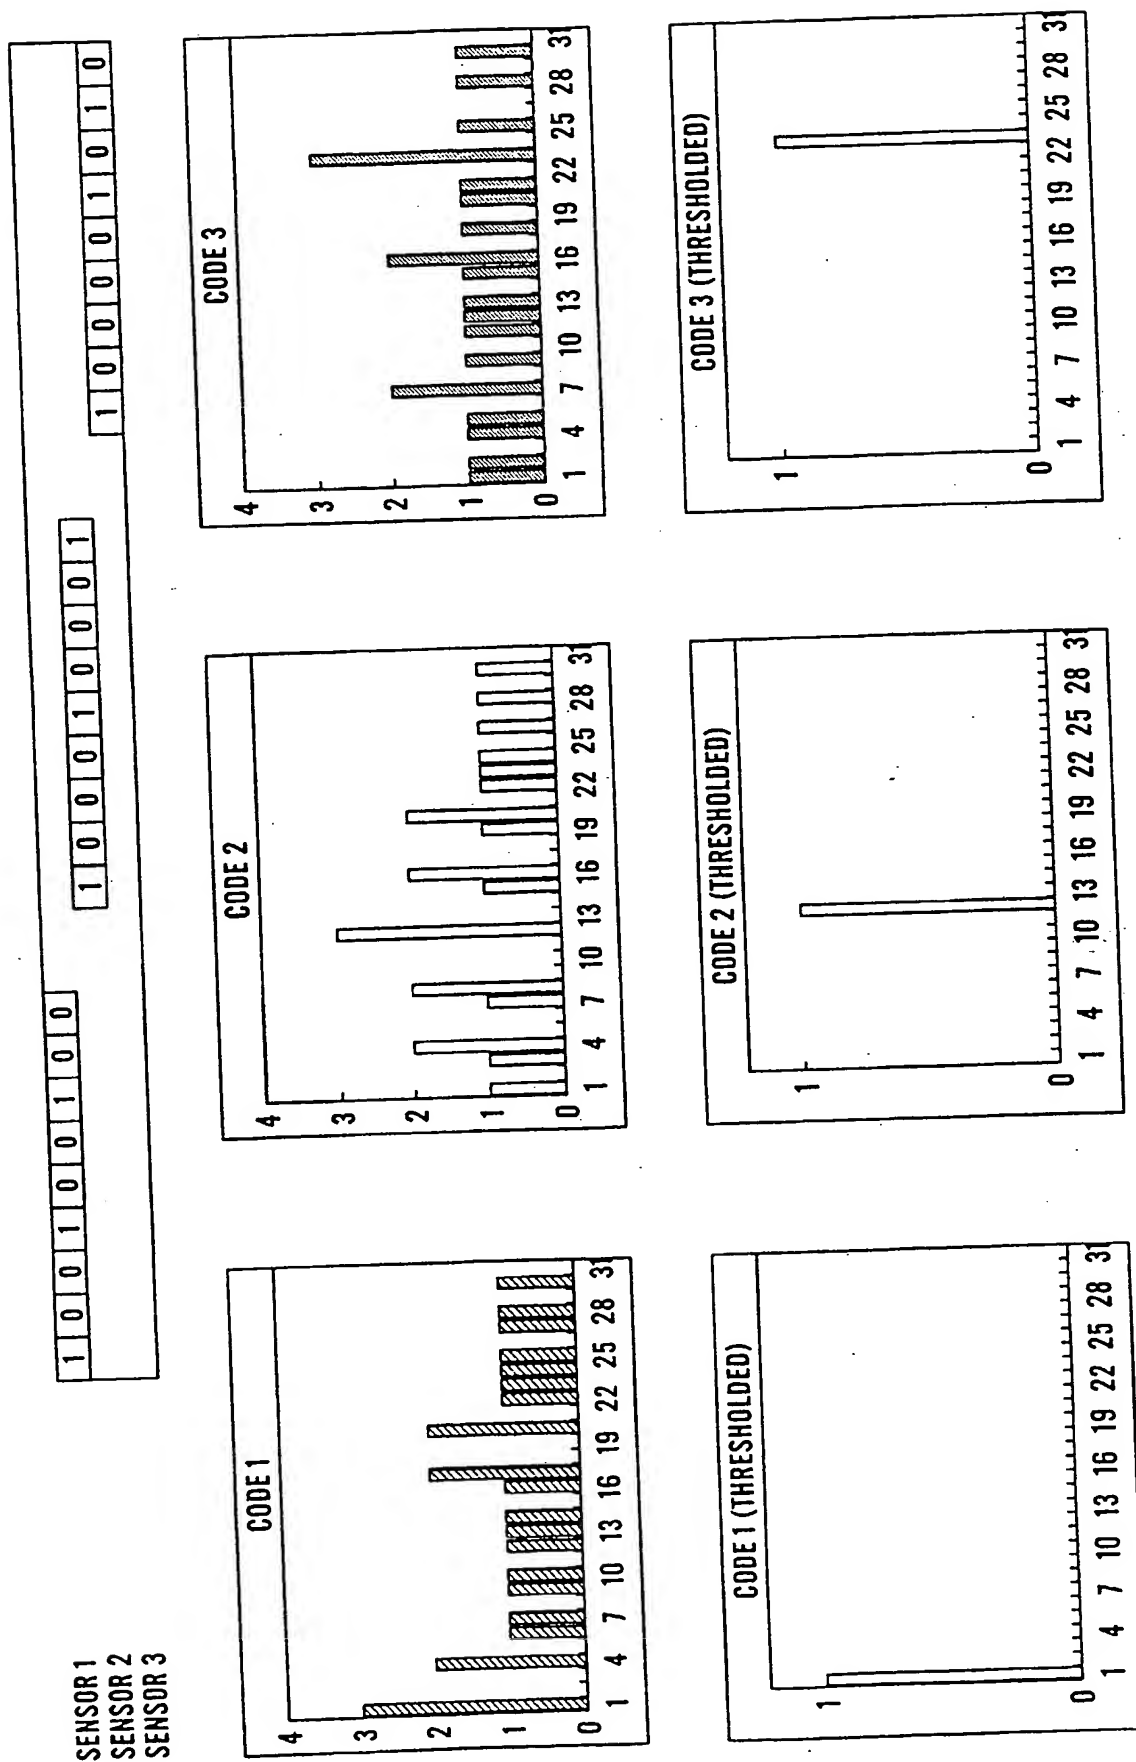 SENSOR 1
1 0 0 1 0 0 1 0 0
SENSOR 2
1 0 0 0 1 0 0 0 1
SENSOR 3
1 0 0 0 0 1 0 1 0
CODE 1
4
3
2
1
0
1 4 7 10 13 16 19 22 25 28 31
CODE 2
4
3
2
1
0
1 4 7 10 13 16 19 22 25 28 31
CODE 3
4
3
2
1
0
1 4 7 10 13 16 19 22 25 28 31
CODE 1 (THRESHOLDED)
1
0
1 4 7 10 13 16 19 22 25 28 31
CODE 2 (THRESHOLDED)
1
0
1 4 7 10 13 16 19 22 25 28 31
CODE 3 (THRESHOLDED)
1
0
1 4 7 10 13 16 19 22 25 28 31